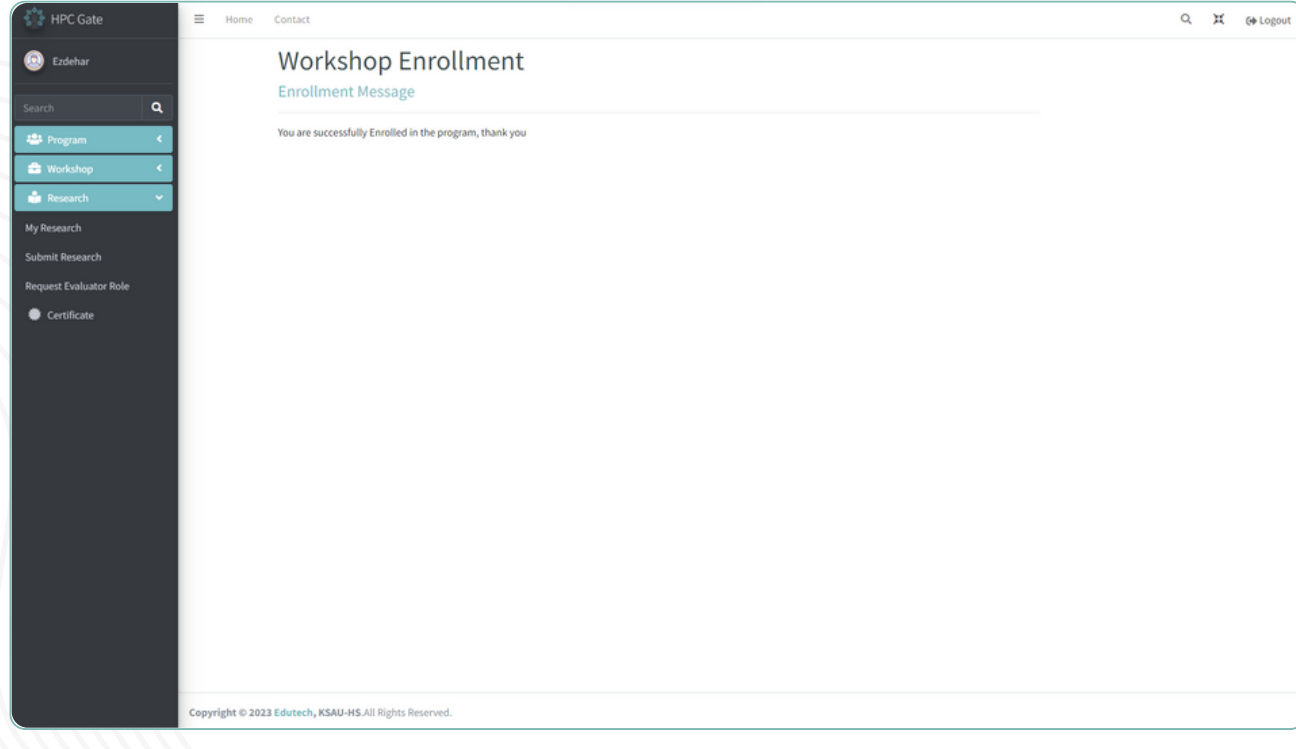 HPC Gate
Home Contact
Logout
Ezdehar
Search
Program
Workshop
Research
My Research
Submit Research
Request Evaluator Role
Certificate
Workshop Enrollment
Enrollment Message
You are successfully Enrolled in the program, thank you
Copyright © 2023 Edutech, KSAU-HS.All Rights Reserved.